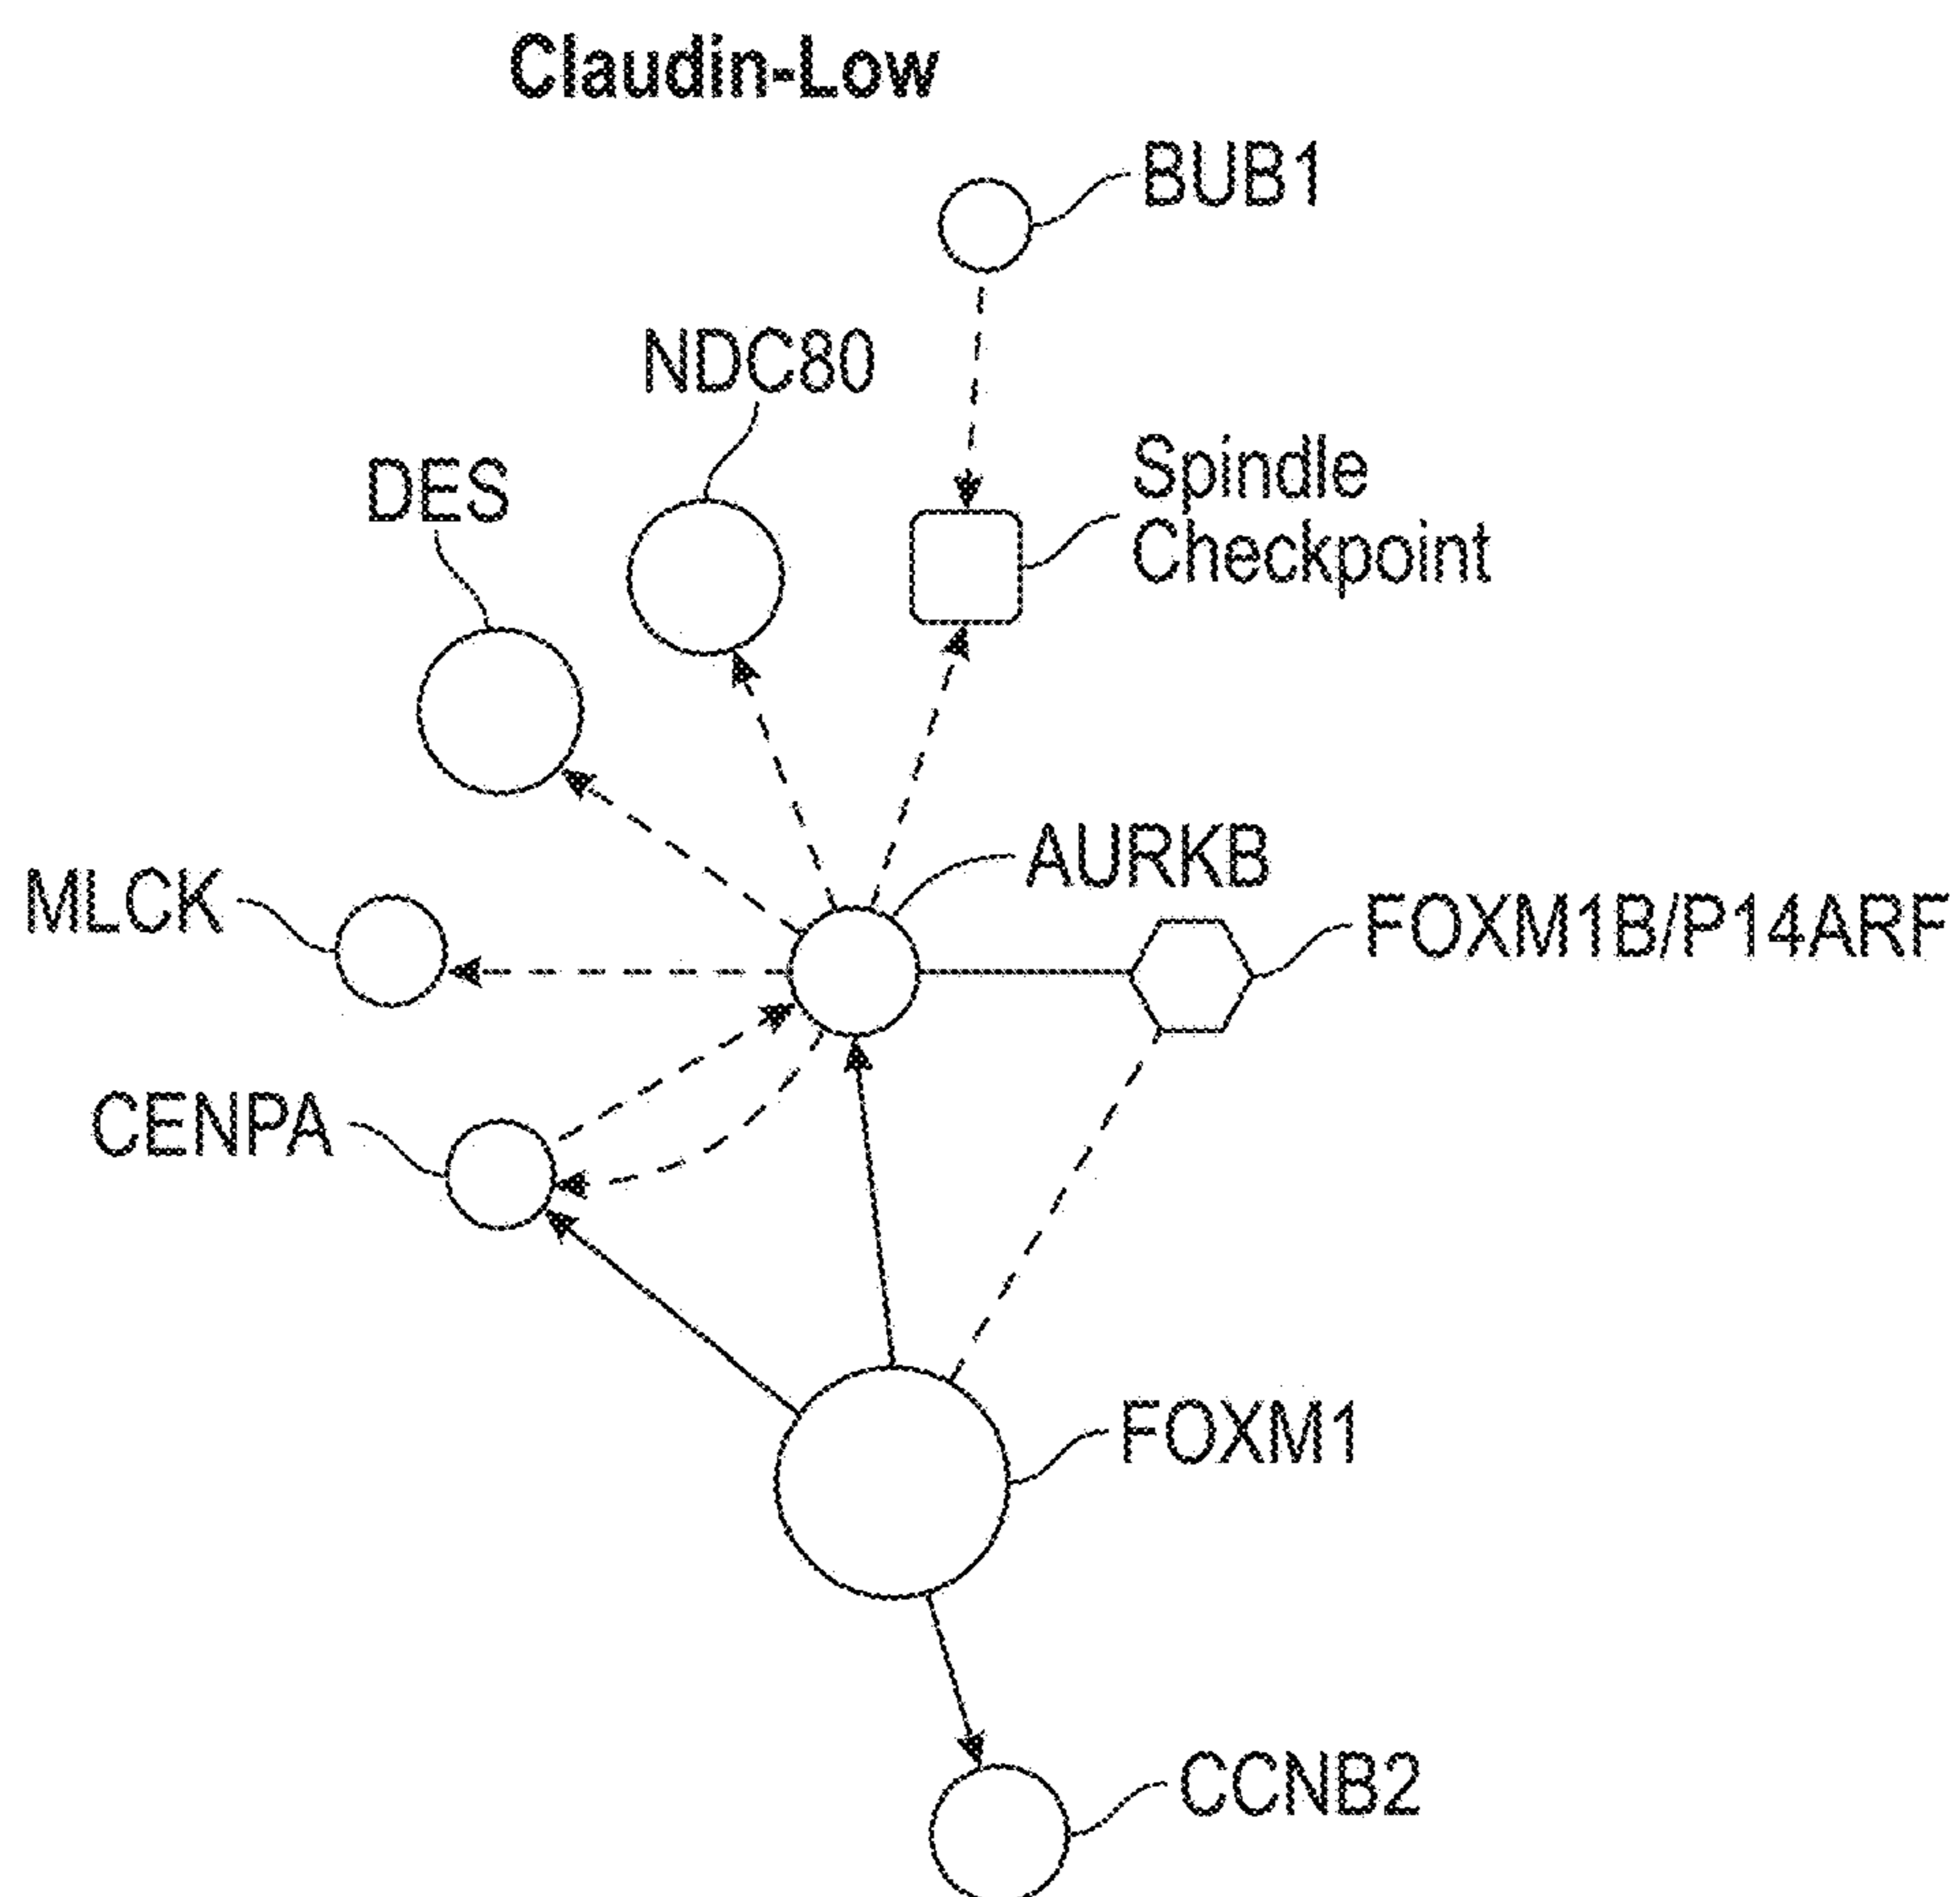 Claudin-Low
BUB1
NDC80
DES
Spindle
Checkpoint
AURKB
MLCK
FOXM1B/P14ARF
CENPA
FOXM1
CCNB2